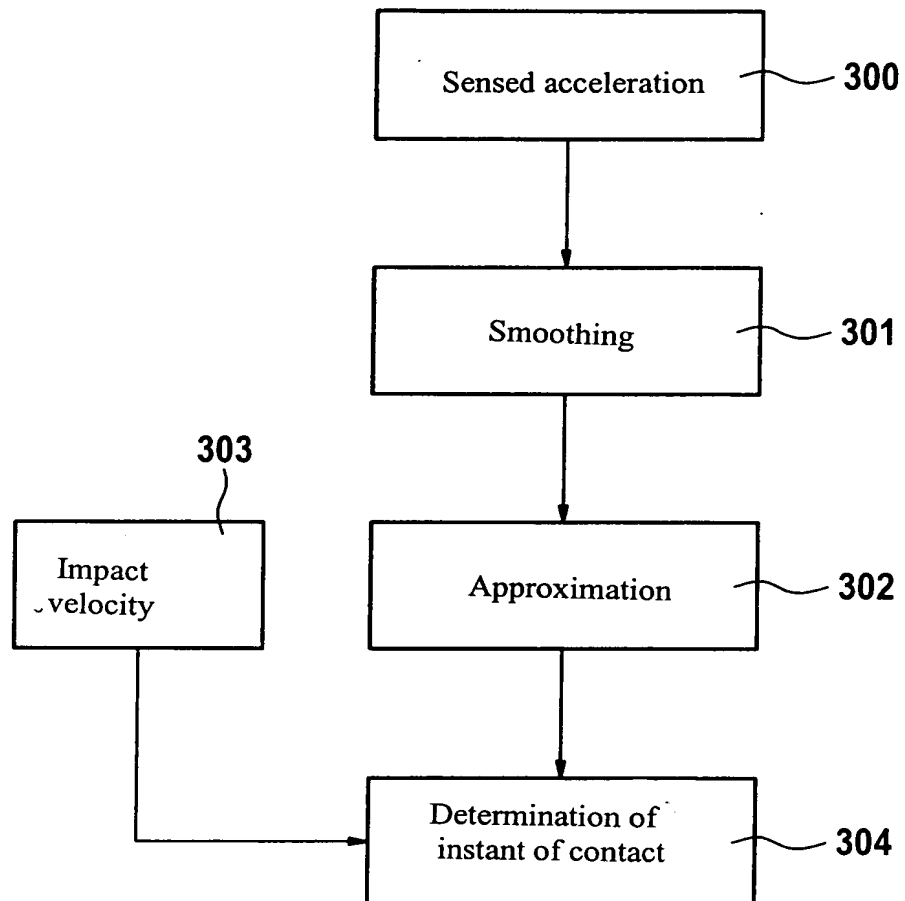 Sensed acceleration
300
Smoothing
301
303
Impact
velocity
Approximation
302
Determination of
instant of contact
304